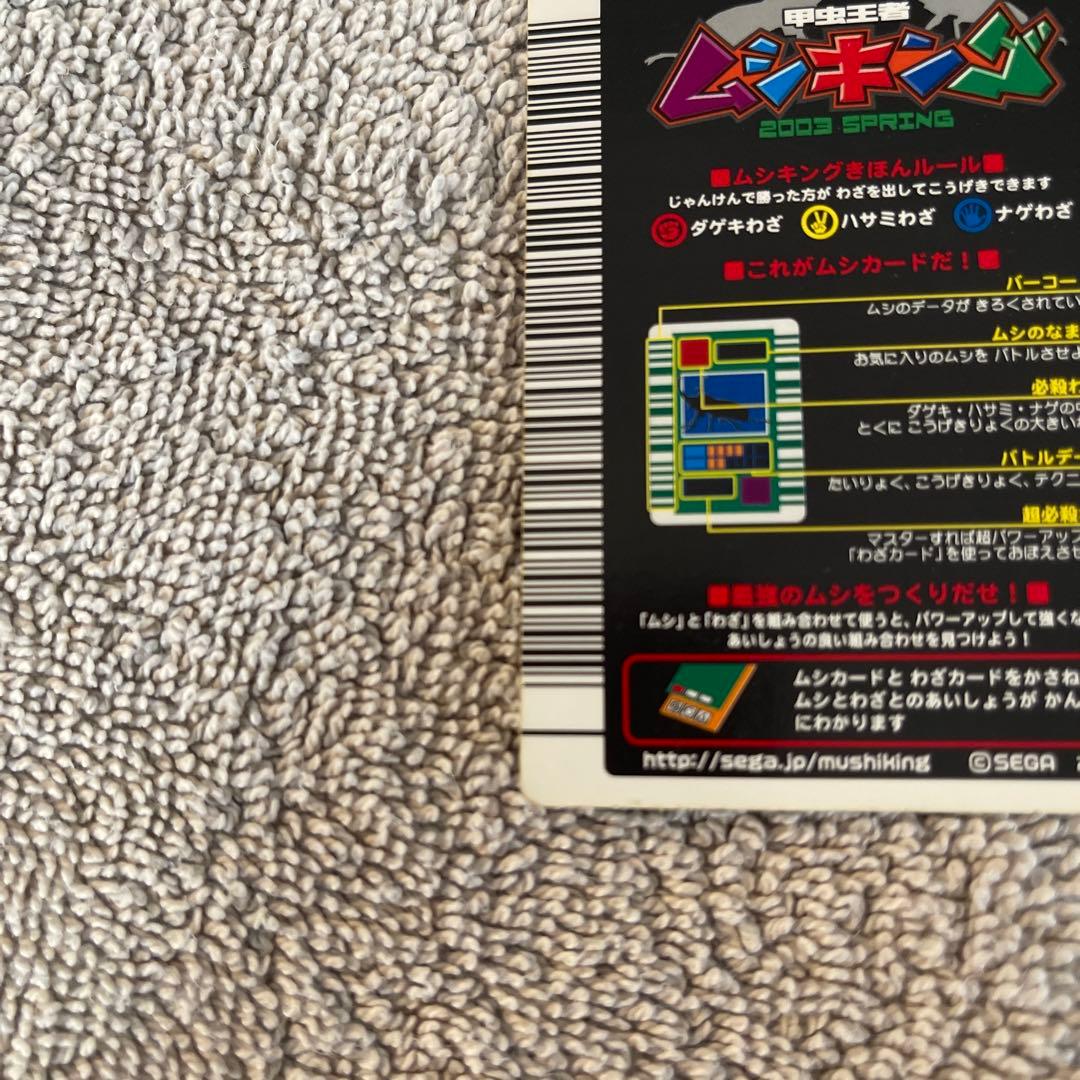 甲虫王者
ムシキング
2003 SPRING
■ムシキングきほんルール■
じゃんけんで勝った方が わざを出してこうげきできます
ダゲキわざ ハサミわざ ナゲわざ
■これがムシカードだ！■
バーコー
ムシのデータが きろくされてい
ムシのなま
お気に入りのムシを バトルさせよ
必殺わ
ダゲキ・ハサミ・ナゲの
とくに こうげきりょくの大きい
バトルデー
たいりょく、こうげきりょく、テクニ
超必殺
マスターすれば超パワーアップ
「わざカード」を使っておぼえさせ
■最強のムシをつくりだせ！■
「ムシ」と「わざ」を組み合わせて使うと、パワーアップして強くな
あいしょうの良い組み合わせを見つけよう！
ムシカードと わざカードをかさね
ムシとわざとのあいしょうが かん
にわかります
http://sega.jp/mushiking ©SEGA